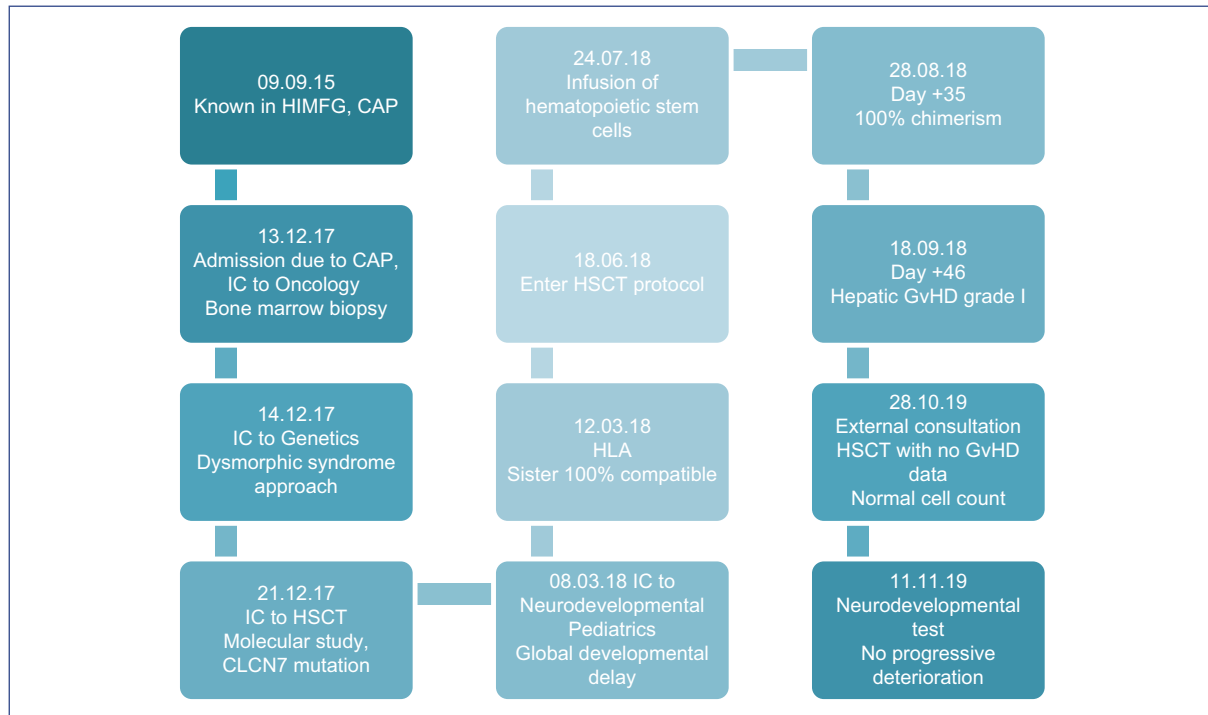 09.09.15
Known in HIMFG, CAP
13.12.17
Admission due to CAP,
IC to Oncology
Bone marrow biopsy
14.12.17
IC to Genetics
Dysmorphic syndrome
approach
21.12.17
IC to HSCT
Molecular study,
CLCN7 mutation
08.03.18 IC to
Neurodevelopmental
Pediatrics
Global developmental
delay
12.03.18
HLA
Sister 100% compatible
18.06.18
Enter HSCT protocol
24.07.18
Infusion of
hematopoietic stem
cells
28.08.18
Day +35
100% chimerism
18.09.18
Day +46
Hepatic GvHD grade I
28.10.19
External consultation
HSCT with no GvHD
data
Normal cell count
11.11.19
Neurodevelopmental
test
No progressive
deterioration